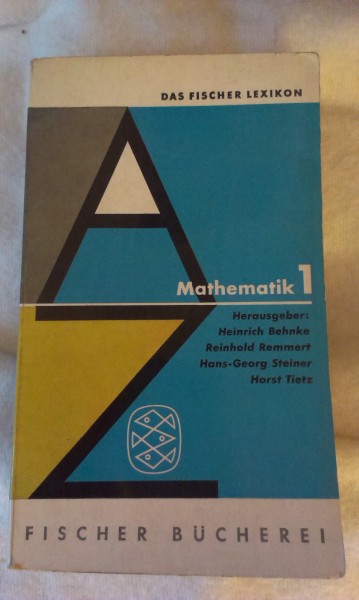 DAS FISCHER LEXIKON
A
Mathematik 1
Herausgeber:
Heinrich Behnke
Reinhold Remmert
Hans-Georg Steiner
Horst Tietz
Z
FISCHER BÜCHEREI